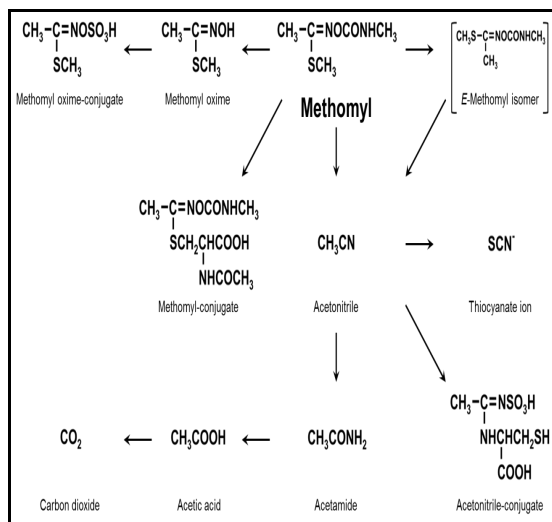 CH₃-C=NOSO₃H
SCH₃
Methomyl oxime-conjugate
CH₃-C=NOH
SCH₃
Methomyl oxime
CH₃-C=NOCONHCH₃
SCH₃
Methomyl
CH₃S-C=NOCONHCH₃
CH₃
E-Methomyl isomer
CH₃-C=NOCONHCH₃
SCH₂CHCOOH
NHCOCH₃
Methomyl-conjugate
CH₃CN
Acetonitrile
SCN⁻
Thiocyanate ion
CO₂
Carbon dioxide
CH₃COOH
Acetic acid
CH₃CONH₂
Acetamide
CH₃-C=NSO₃H
NHCHCH₂SH
COOH
Acetonitrile-conjugate